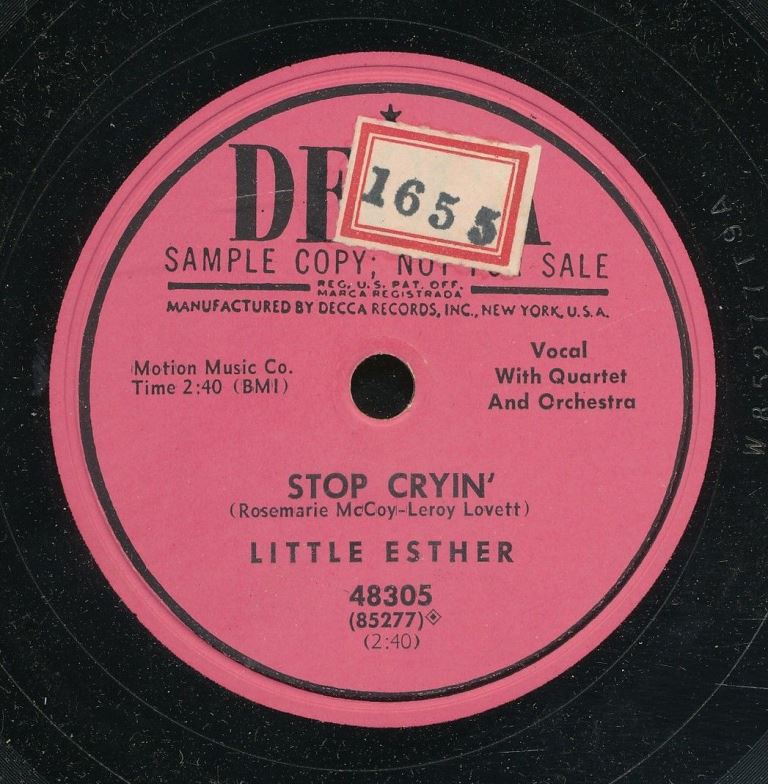 1655
SAMPLE COPY; NOT FOR SALE
REG. U.S. PAT. OFF.
MARCA REGISTRADA
MANUFACTURED BY DECCA RECORDS, INC., NEW YORK, U.S.A.
Motion Music Co.
Time 2:40 (BMI)
Vocal
With Quartet
And Orchestra
STOP CRYIN'
(Rosemarie McCoy-Leroy Lovett)
LITTLE ESTHER
48305
(85277)
(2:40)